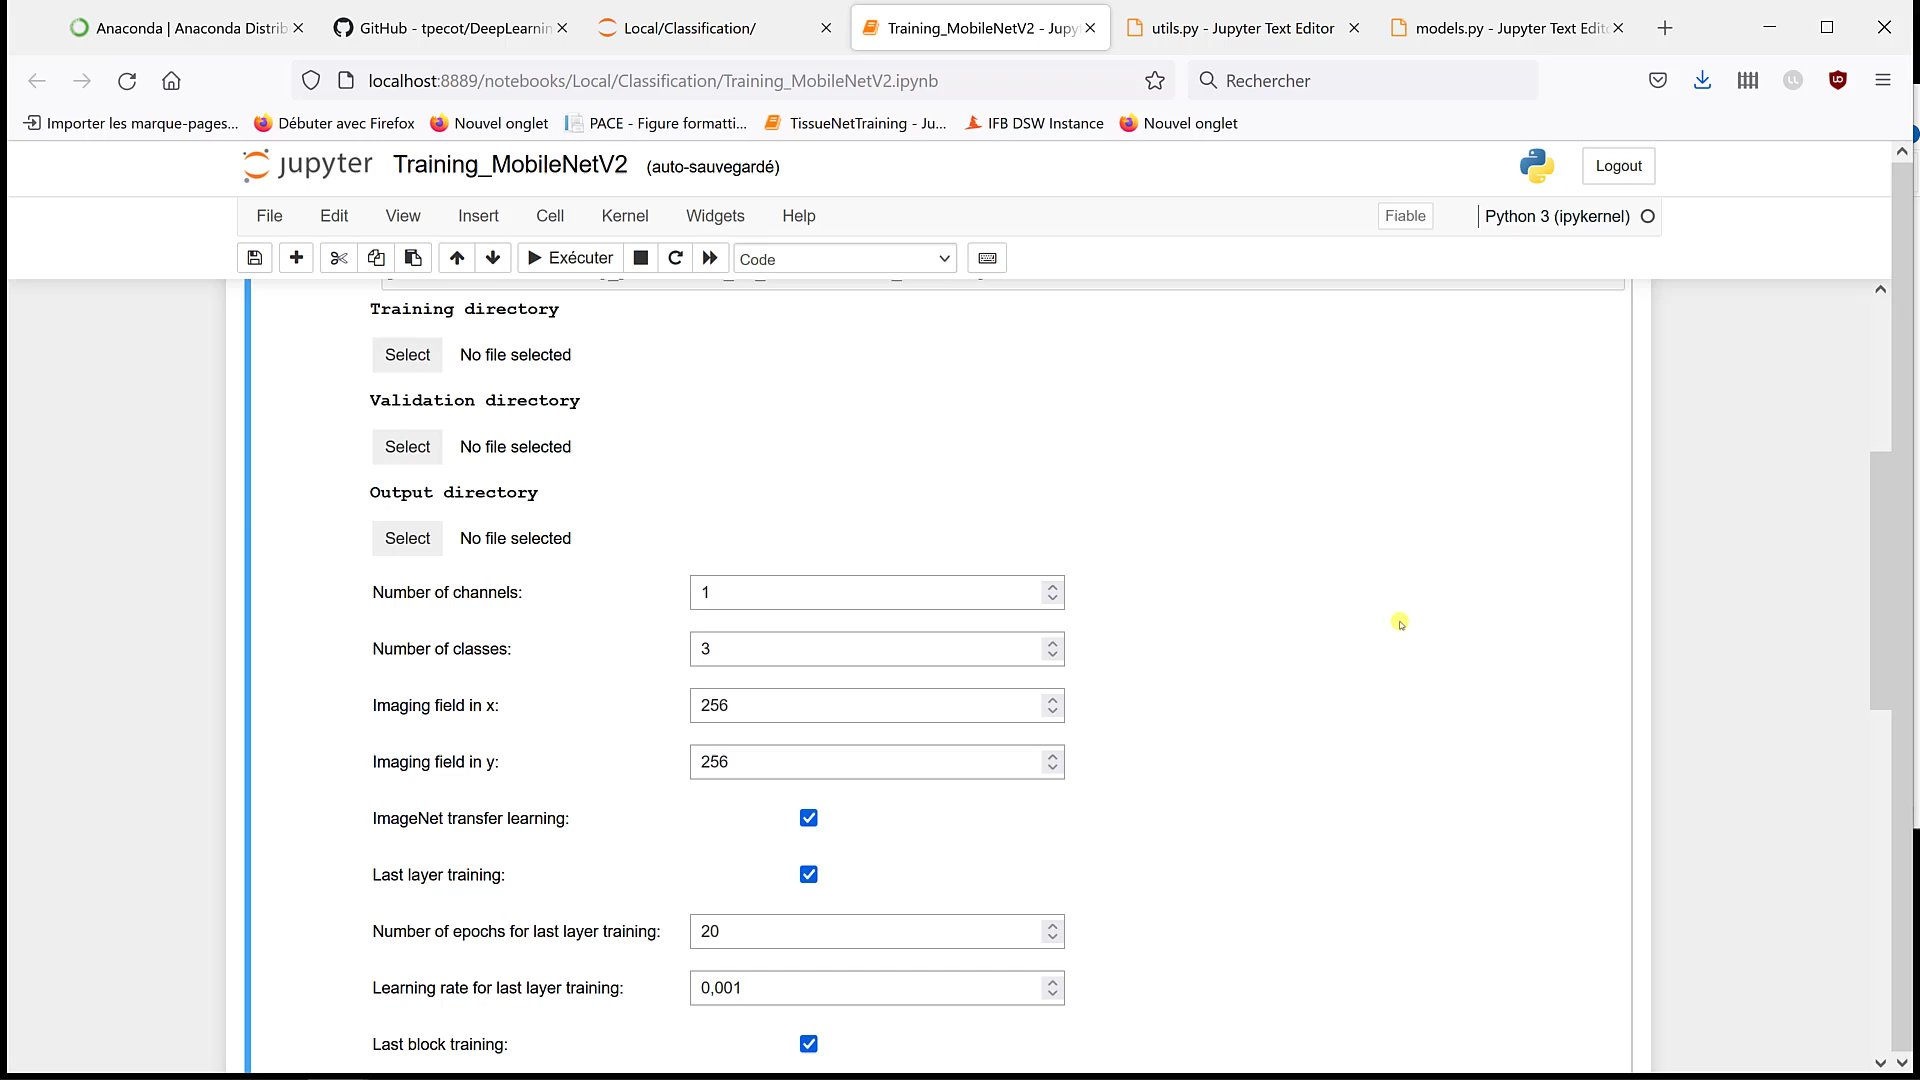 Anaconda | Anaconda Distrib
GitHub - tpecot/DeepLearnin
Local/Classification/
Training_MobileNetV2 - Jupy
utils.py - Jupyter Text Editor
models.py - Jupyter Text Edit
localhost:8889/notebooks/Local/Classification/Training_MobileNetV2.ipynb
Rechercher
Importer les marque-pages...
Débuter avec Firefox
Nouvel onglet
PACE - Figure formatti...
TissueNetTraining - Ju...
IFB DSW Instance
Nouvel onglet
jupyter
Training_MobileNetV2 (auto-sauvegardé)
Logout
File Edit View Insert Cell Kernel Widgets Help
Fiable
Python 3 (ipykernel)
Exécuter
Code
Training directory
Select No file selected
Validation directory
Select No file selected
Output directory
Select No file selected
Number of channels: 1
Number of classes: 3
Imaging field in x: 256
Imaging field in y: 256
ImageNet transfer learning:
Last layer training:
Number of epochs for last layer training: 20
Learning rate for last layer training: 0,001
Last block training: